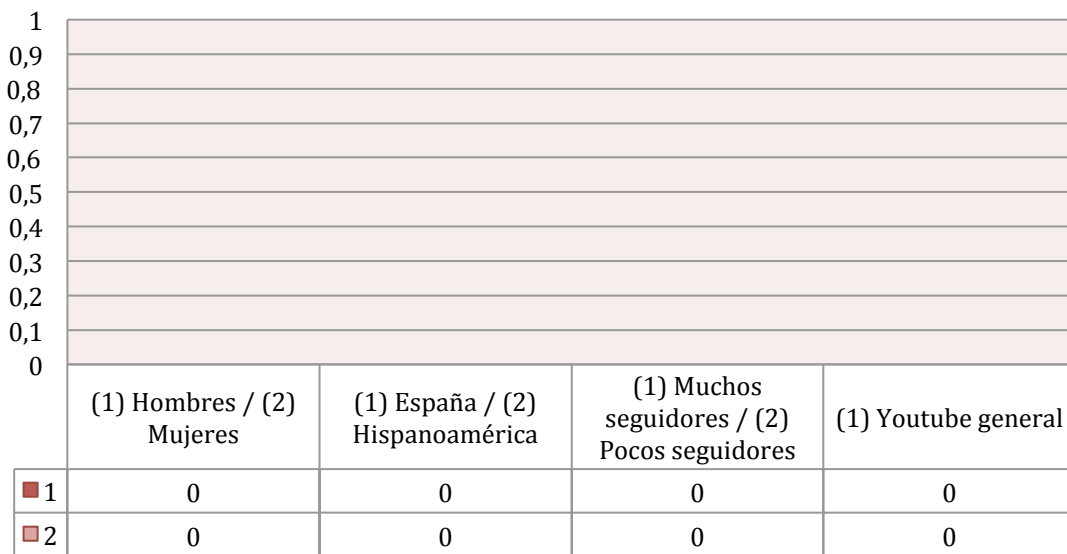 1
0,9
0,8
0,7
0,6
0,5
0,4
0,3
0,2
0,1
0
(1) Hombres / (2)
Mujeres
(1) España / (2)
Hispanoamérica
(1) Muchos
seguidores / (2)
Pocos seguidores
(1) Youtube general
1 0 0 0 0
2 0 0 0 0